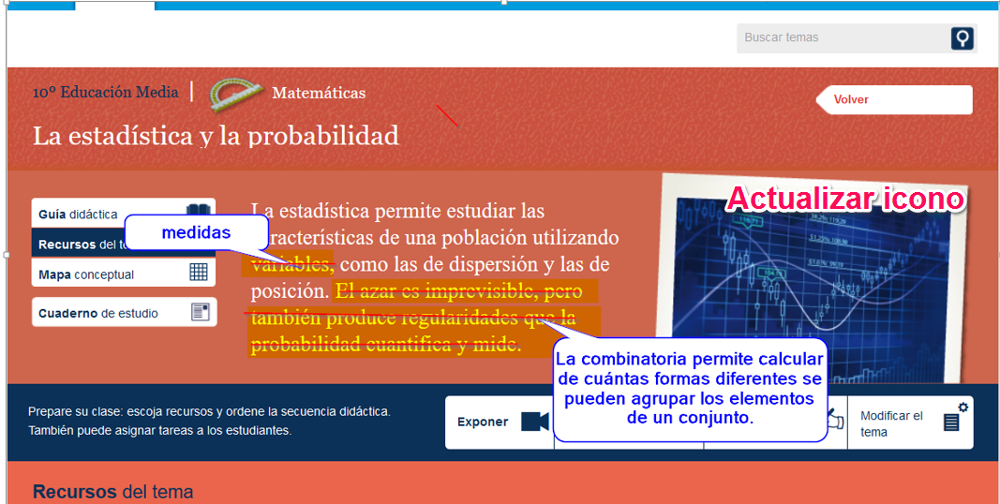 Buscar temas
10º Educación Media
Matemáticas
Volver
La estadística y la probabilidad
Actualizar icono
Guía didáctica
Recursos del
Mapa conceptual
Cuaderno de estudio
medidas
La estadística permite estudiar las
características de una población utilizando
variables, como las de dispersión y las de
posición. El azar es imprevisible, pero
también produce regularidades que la
probabilidad cuantifica y mide.
La combinatoria permite calcular
de cuántas formas diferentes se
pueden agrupar los elementos
de un conjunto.
Prepare su clase: escoja recursos y ordene la secuencia didáctica.
También puede asignar tareas a los estudiantes.
Exponer
Modificar el
tema
Recursos del tema